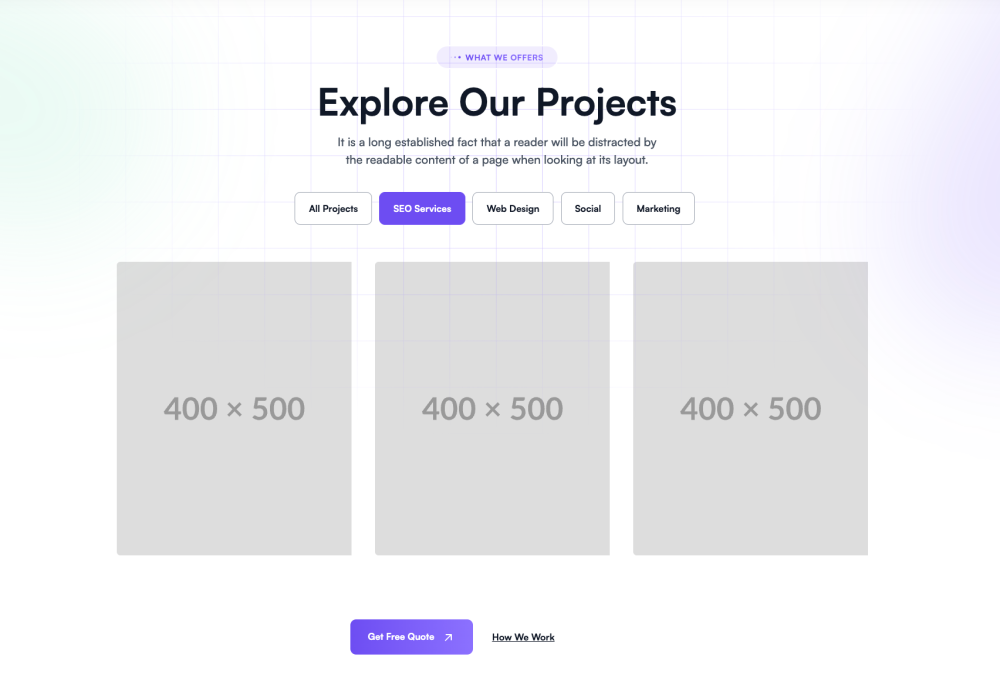 WHAT WE OFFERS
Explore Our Projects
It is a long established fact that a reader will be distracted by
the readable content of a page when looking at its layout.
All Projects SEO Services Web Design Social Marketing
400 × 500 400 × 500 400 × 500
Get Free Quote How We Work